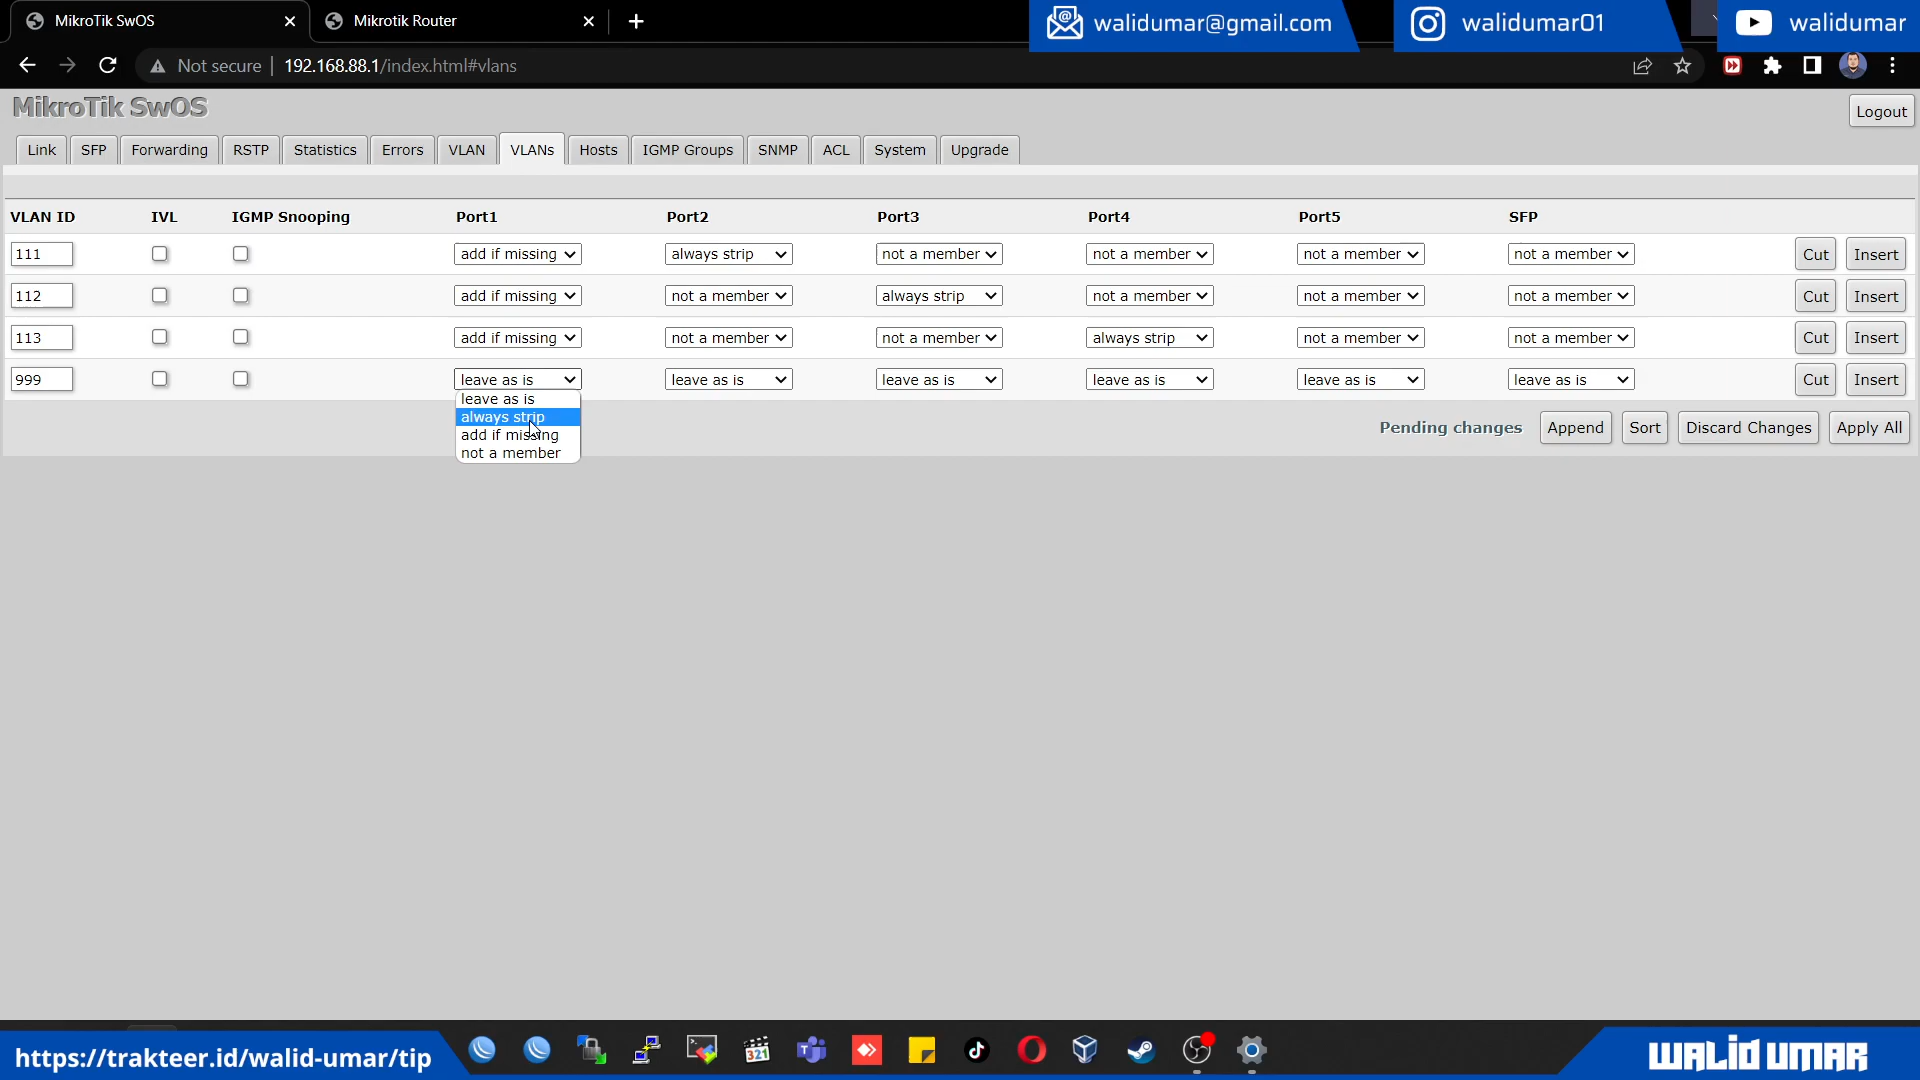 MikroTik SwOS
Mikrotik Router
walidumar@gmail.com
walidumar01
walidumar
Not secure | 192.168.88.1/index.html#vlans
MikroTik SwOS
Logout
Link SFP Forwarding RSTP Statistics Errors VLAN VLANs Hosts IGMP Groups SNMP ACL System Upgrade
VLAN ID IVL IGMP Snooping Port1 Port2 Port3 Port4 Port5 SFP
111 add if missing always strip not a member not a member not a member not a member Cut Insert
112 add if missing not a member always strip not a member not a member not a member Cut Insert
113 add if missing not a member not a member always strip not a member not a member Cut Insert
999 leave as is leave as is leave as is leave as is leave as is leave as is Cut Insert
leave as is
always strip
add if missing
not a member
Pending changes Append Sort Discard Changes Apply All
https://trakteer.id/walid-umar/tip
321
WALID UMAR